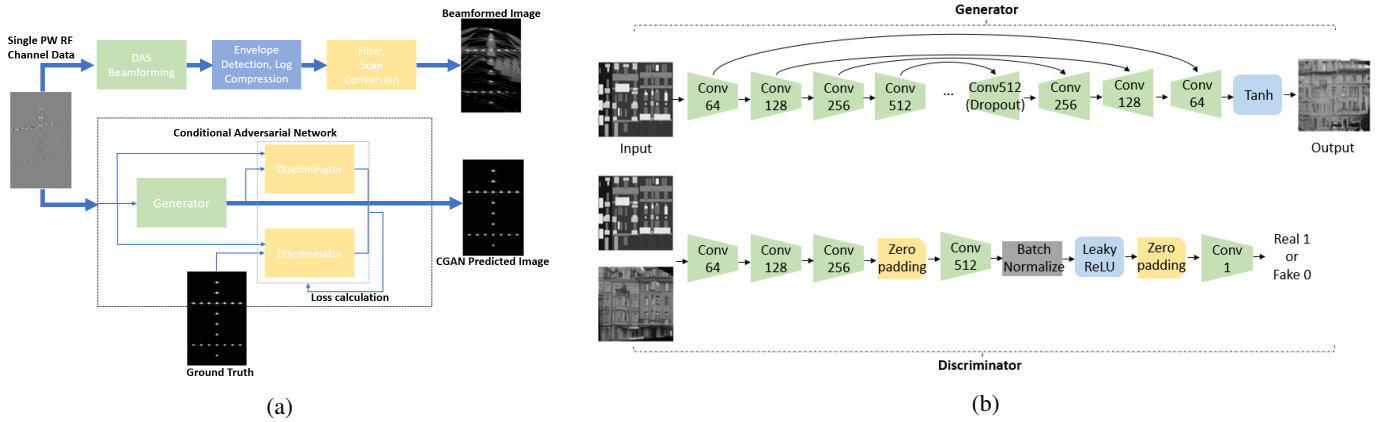 Beamformed Image
Single PW RF
Channel Data
DAS
Beamforming
Envelope
Detection, Log
Compression
Filter,
Scan
Conversion
Conditional Adversarial Network
Discriminator
Generator
Discriminator
CGAN Predicted Image
Loss calculation
Ground Truth
(a)
Generator
Conv
64
Conv
128
Conv
256
Conv
512
...
Conv512
(Dropout)
Conv
256
Conv
128
Conv
64
Tanh
Input
Output
Conv
64
Conv
128
Conv
256
Zero
padding
Conv
512
Batch
Normalize
Leaky
ReLU
Zero
padding
Conv
1
Real 1
or
Fake 0
Discriminator
(b)